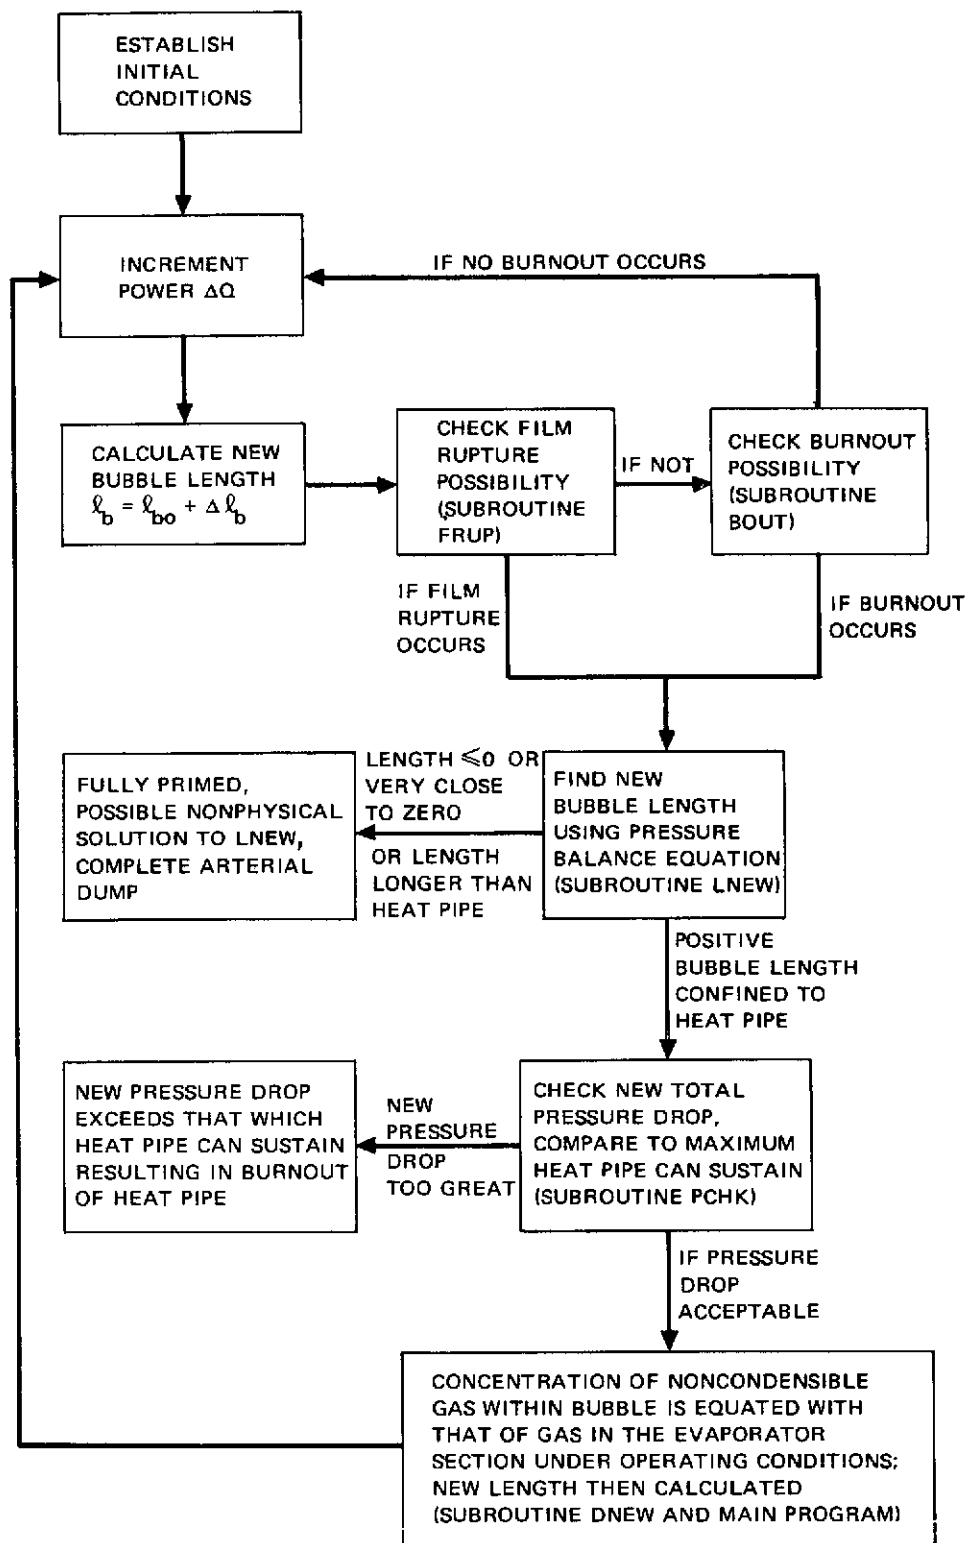 ESTABLISH
INITIAL
CONDITIONS
INCREMENT
POWER ΔQ
IF NO BURNOUT OCCURS
CALCULATE NEW
BUBBLE LENGTH
ℓb = ℓbo + Δ ℓb
CHECK FILM
RUPTURE
POSSIBILITY
(SUBROUTINE
FRUP)
IF NOT
CHECK BURNOUT
POSSIBILITY
(SUBROUTINE
BOUT)
IF FILM
RUPTURE
OCCURS
IF BURNOUT
OCCURS
FULLY PRIMED,
POSSIBLE NONPHYSICAL
SOLUTION TO LNEW,
COMPLETE ARTERIAL
DUMP
LENGTH ⩽0 OR
VERY CLOSE
TO ZERO
OR LENGTH
LONGER THAN
HEAT PIPE
FIND NEW
BUBBLE LENGTH
USING PRESSURE
BALANCE EQUATION
(SUBROUTINE LNEW)
POSITIVE
BUBBLE LENGTH
CONFINED TO
HEAT PIPE
NEW PRESSURE DROP
EXCEEDS THAT WHICH
HEAT PIPE CAN SUSTAIN
RESULTING IN BURNOUT
OF HEAT PIPE
NEW
PRESSURE
DROP
TOO GREAT
CHECK NEW TOTAL
PRESSURE DROP,
COMPARE TO MAXIMUM
HEAT PIPE CAN SUSTAIN
(SUBROUTINE PCHK)
IF PRESSURE
DROP
ACCEPTABLE
CONCENTRATION OF NONCONDENSIBLE
GAS WITHIN BUBBLE IS EQUATED WITH
THAT OF GAS IN THE EVAPORATOR
SECTION UNDER OPERATING CONDITIONS;
NEW LENGTH THEN CALCULATED
(SUBROUTINE DNEW AND MAIN PROGRAM)